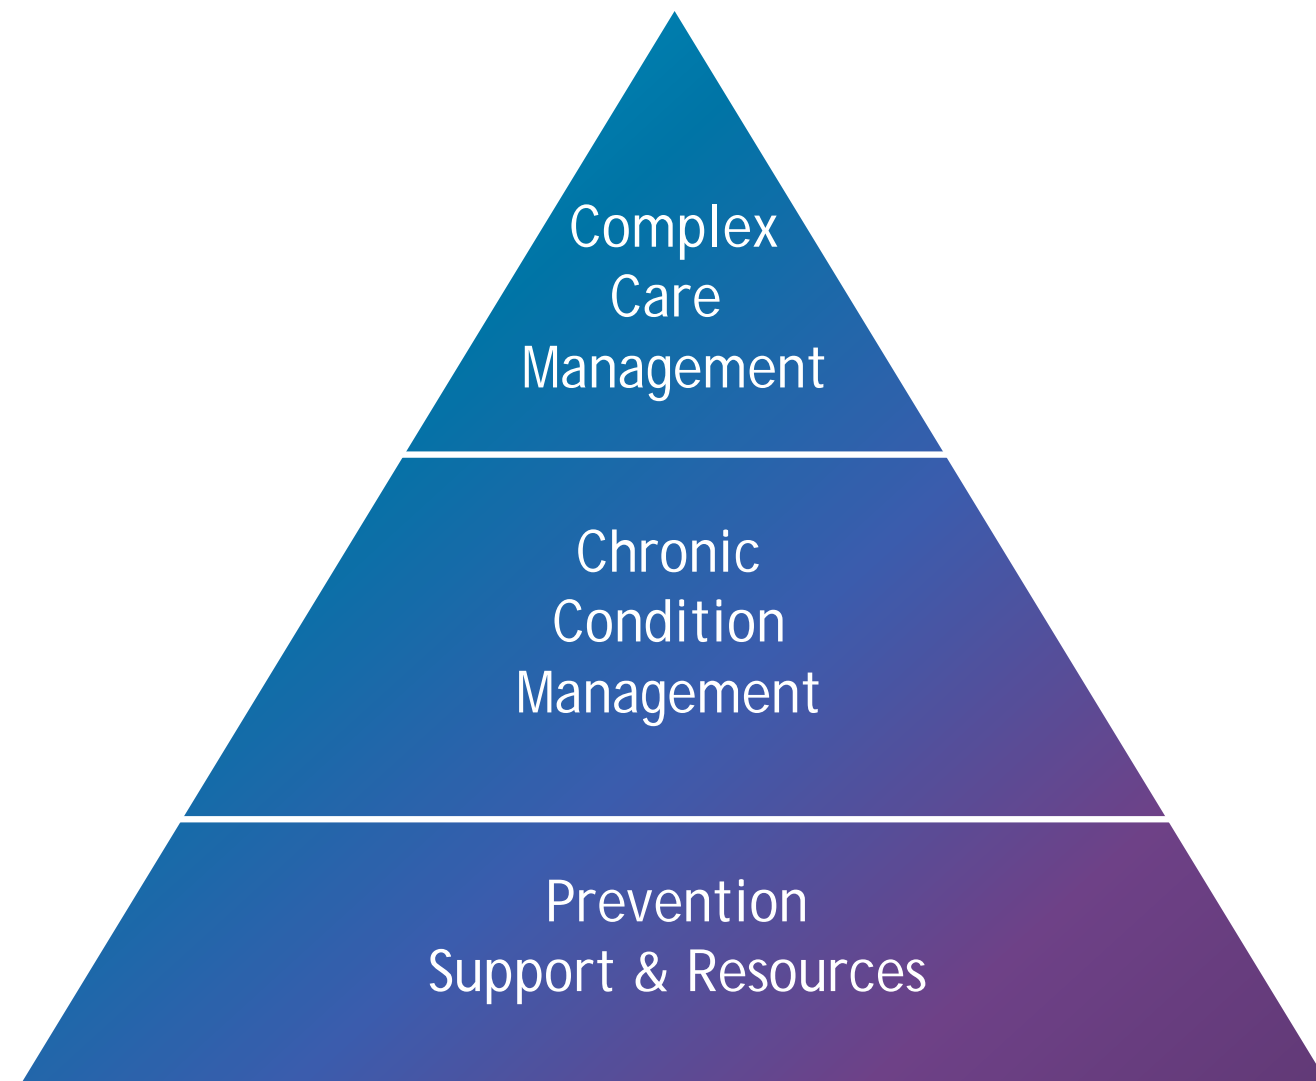 Complex
Care
Management
Chronic
Condition
Management
Prevention
Support & Resources